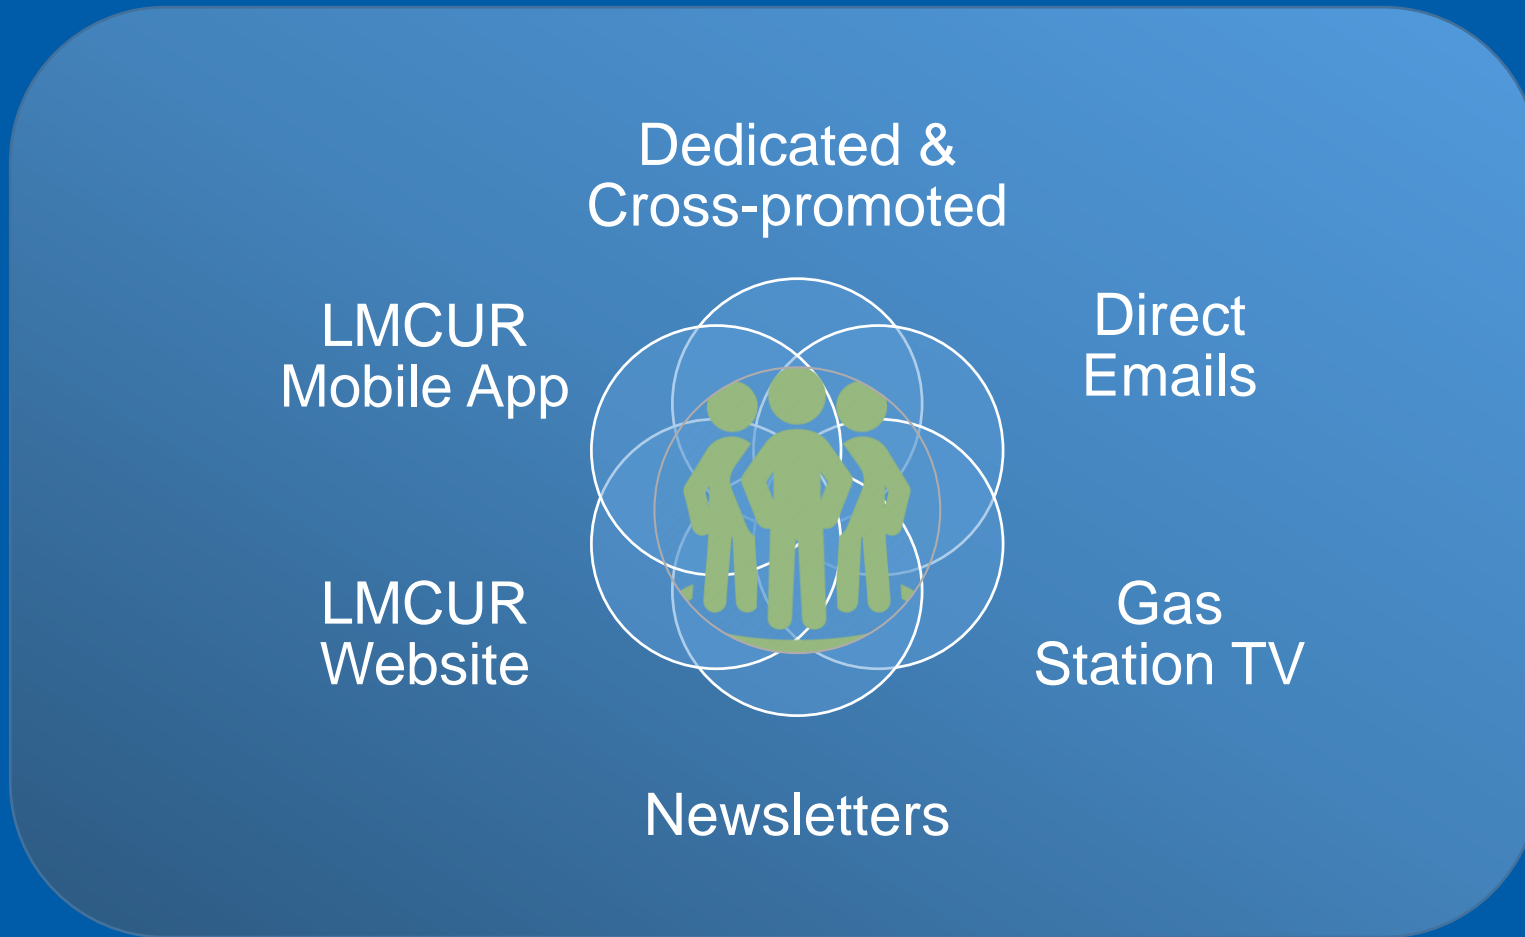 Dedicated &
Cross-promoted
Direct
Emails
Gas
Station TV
Newsletters
LMCUR
Website
LMCUR
Mobile App